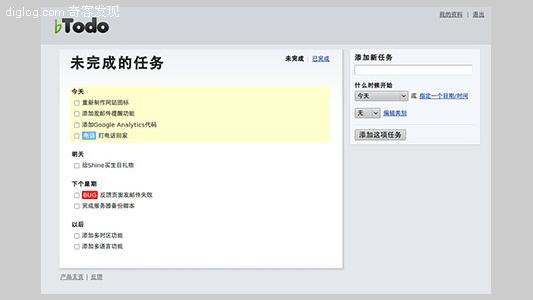 diglog.com 奇客发现
bTodo
我的资料 | 退出
未完成的任务
未完成 | 已完成
今天
重新制作网站图标
添加发邮件提醒功能
添加Google Analytics代码
电话 打电话回家
明天
给Shine买生日礼物
下个星期
BUG 反馈页面发邮件失败
完成服务器备份脚本
以后
添加多时区功能
添加多语言功能
添加新任务
什么时候开始
今天 或 指定一个日期/时间
无 编辑类别
添加这项任务
产品主页 | 反馈